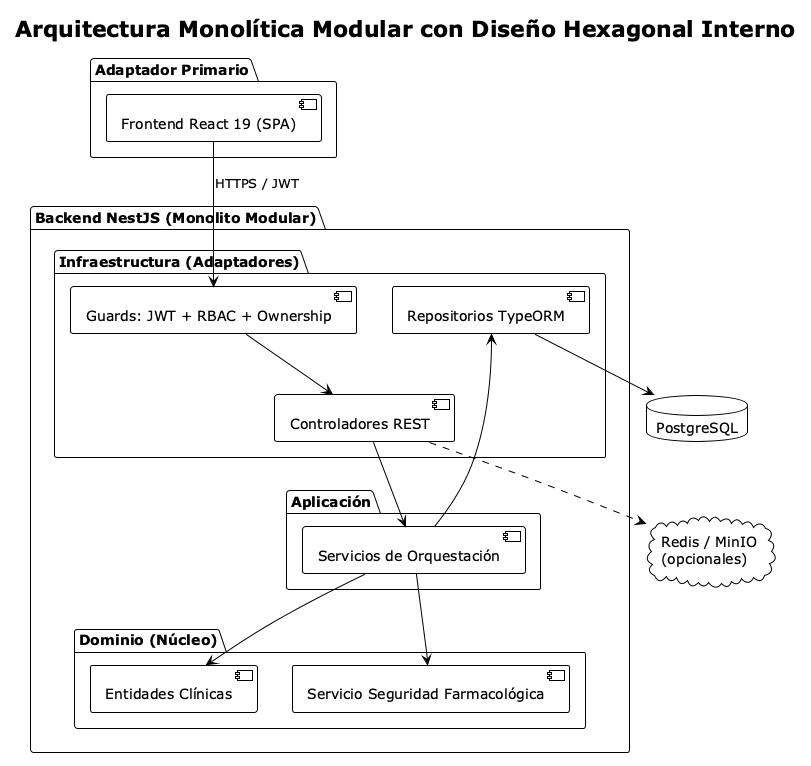 Arquitectura Monolítica Modular con Diseño Hexagonal Interno
Adaptador Primario
Frontend React 19 (SPA)
HTTPS / JWT
Backend NestJS (Monolito Modular)
Infraestructura (Adaptadores)
Guards: JWT + RBAC + Ownership
Repositorios TypeORM
Controladores REST
PostgreSQL
Aplicación
Servicios de Orquestación
Redis / MinIO
(opcionales)
Dominio (Núcleo)
Entidades Clínicas
Servicio Seguridad Farmacológica